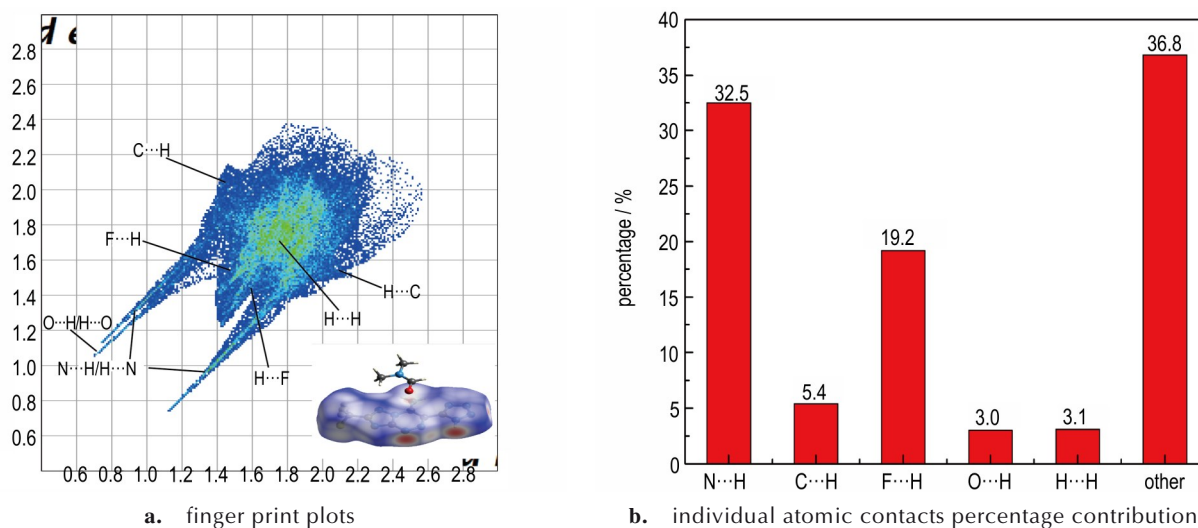 d e
2.8
2.6
2.4
2.2
2.0
1.8
1.6
1.4
1.2
1.0
0.8
0.6
C···H
F···H
O···H/H···O
N···H/H···N
H···C
H···H
H···F
0.6 0.8 1.0 1.2 1.4 1.6 1.8 2.0 2.2 2.4 2.6 2.8
a. finger print plots
percentage / %
40
35
30
25
20
15
10
5
0
32.5
5.4
19.2
3.0
3.1
36.8
N···H C···H F···H O···H H···H other
b. individual atomic contacts percentage contribution